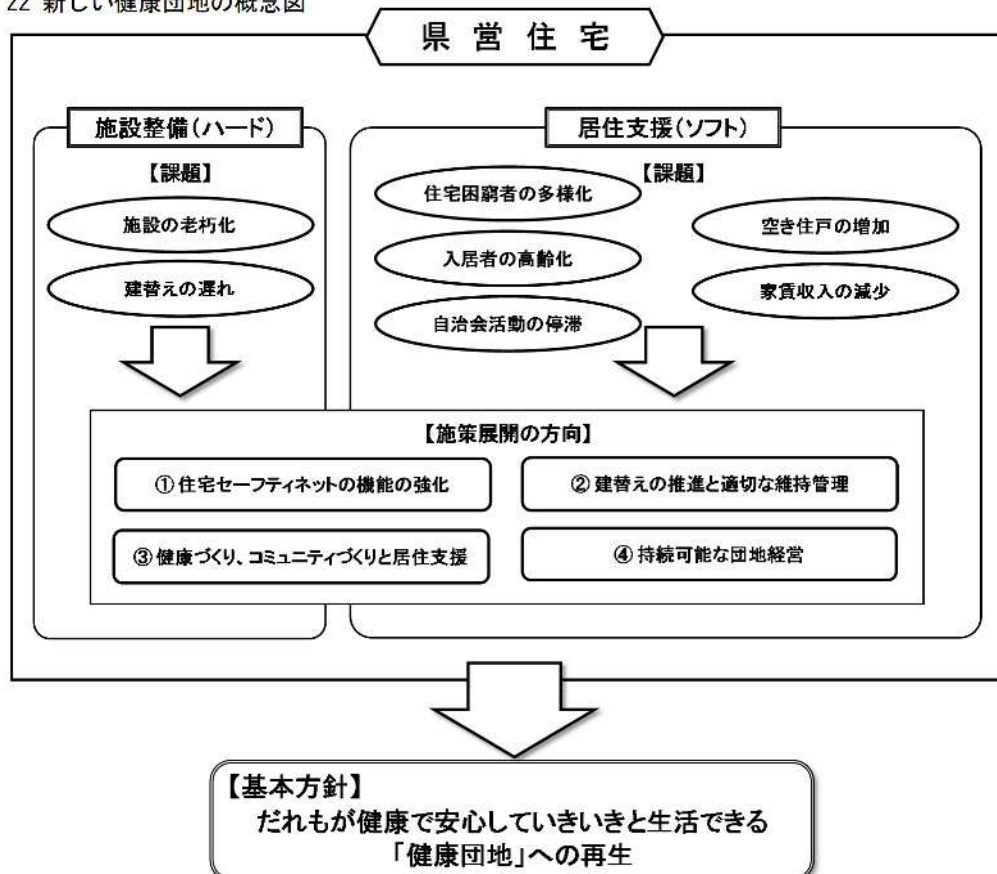 22 新しい健康団地の概念図
県営住宅
施設整備(ハード)
【課題】
施設の老朽化
建替えの遅れ
居住支援(ソフト)
【課題】
住宅困窮者の多様化
入居者の高齢化
自治会活動の停滞
空き住戸の増加
家賃収入の減少
【施策展開の方向】
①住宅セーフティネットの機能の強化
②建替えの推進と適切な維持管理
③健康づくり、コミュニティづくりと居住支援
④持続可能な団地経営
【基本方針】
だれもが健康で安心していきいきと生活できる
「健康団地」への再生